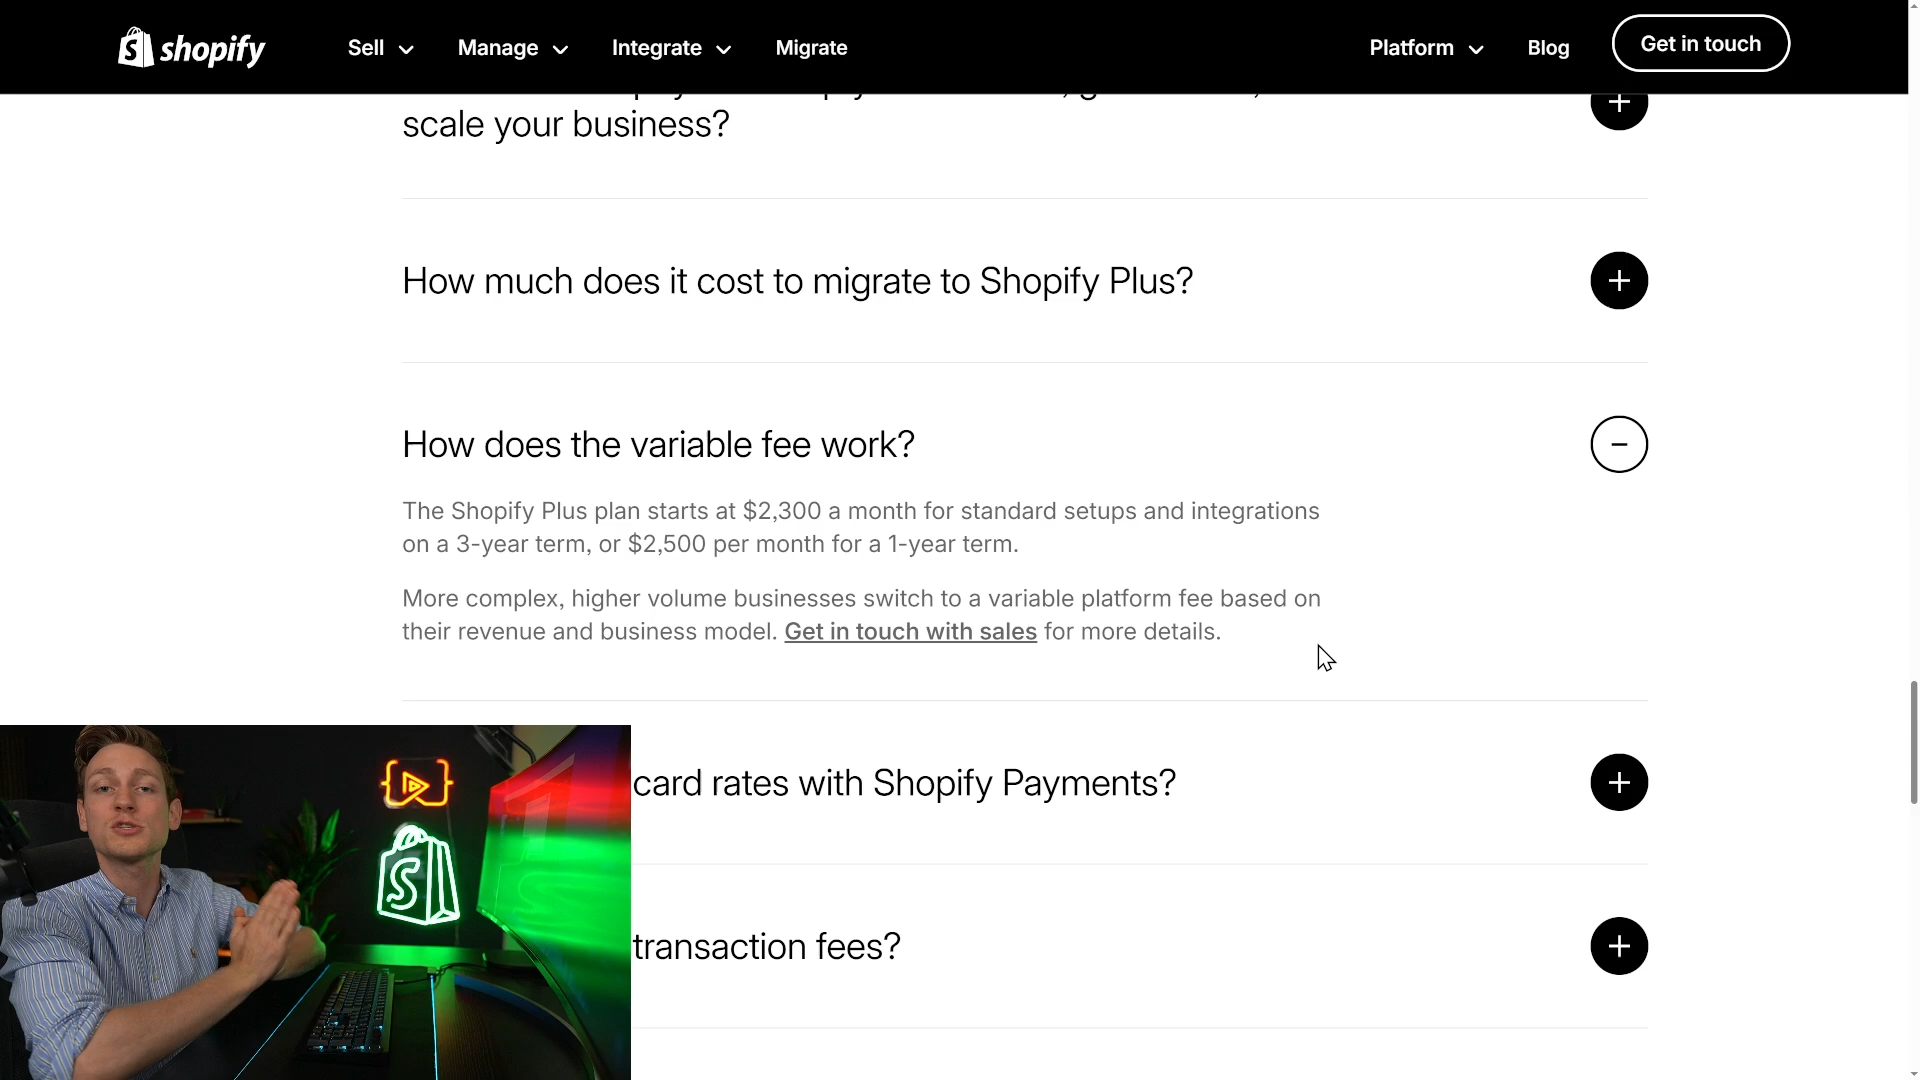 shopify
Sell
Manage
Integrate
Migrate
Platform
Blog
Get in touch
scale your business?
How much does it cost to migrate to Shopify Plus?
How does the variable fee work?
The Shopify Plus plan starts at $2,300 a month for standard setups and integrations
on a 3-year term, or $2,500 per month for a 1-year term.
More complex, higher volume businesses switch to a variable platform fee based on
their revenue and business model. Get in touch with sales for more details.
card rates with Shopify Payments?
transaction fees?